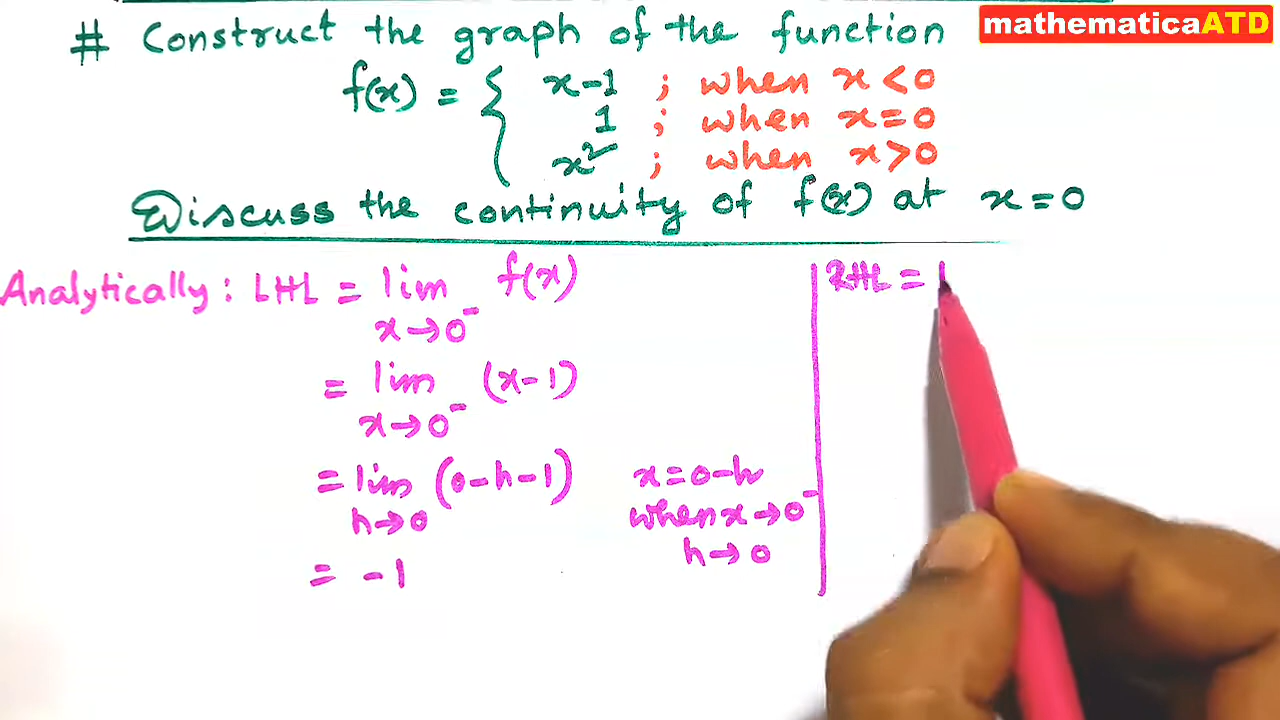 mathematicaATD
# Construct the graph of the function
f(x) = { x-1 ; when x<0
1 ; when x=0
x² ; when x>0
Discuss the continuity of f(x) at x=0
Analytically: LHL = lim f(x)
x→0⁻
= lim (x-1)
x→0⁻
= lim (0-h-1)
h→0
= -1
x=0-h
when x→0⁻
h→0
RHL = l